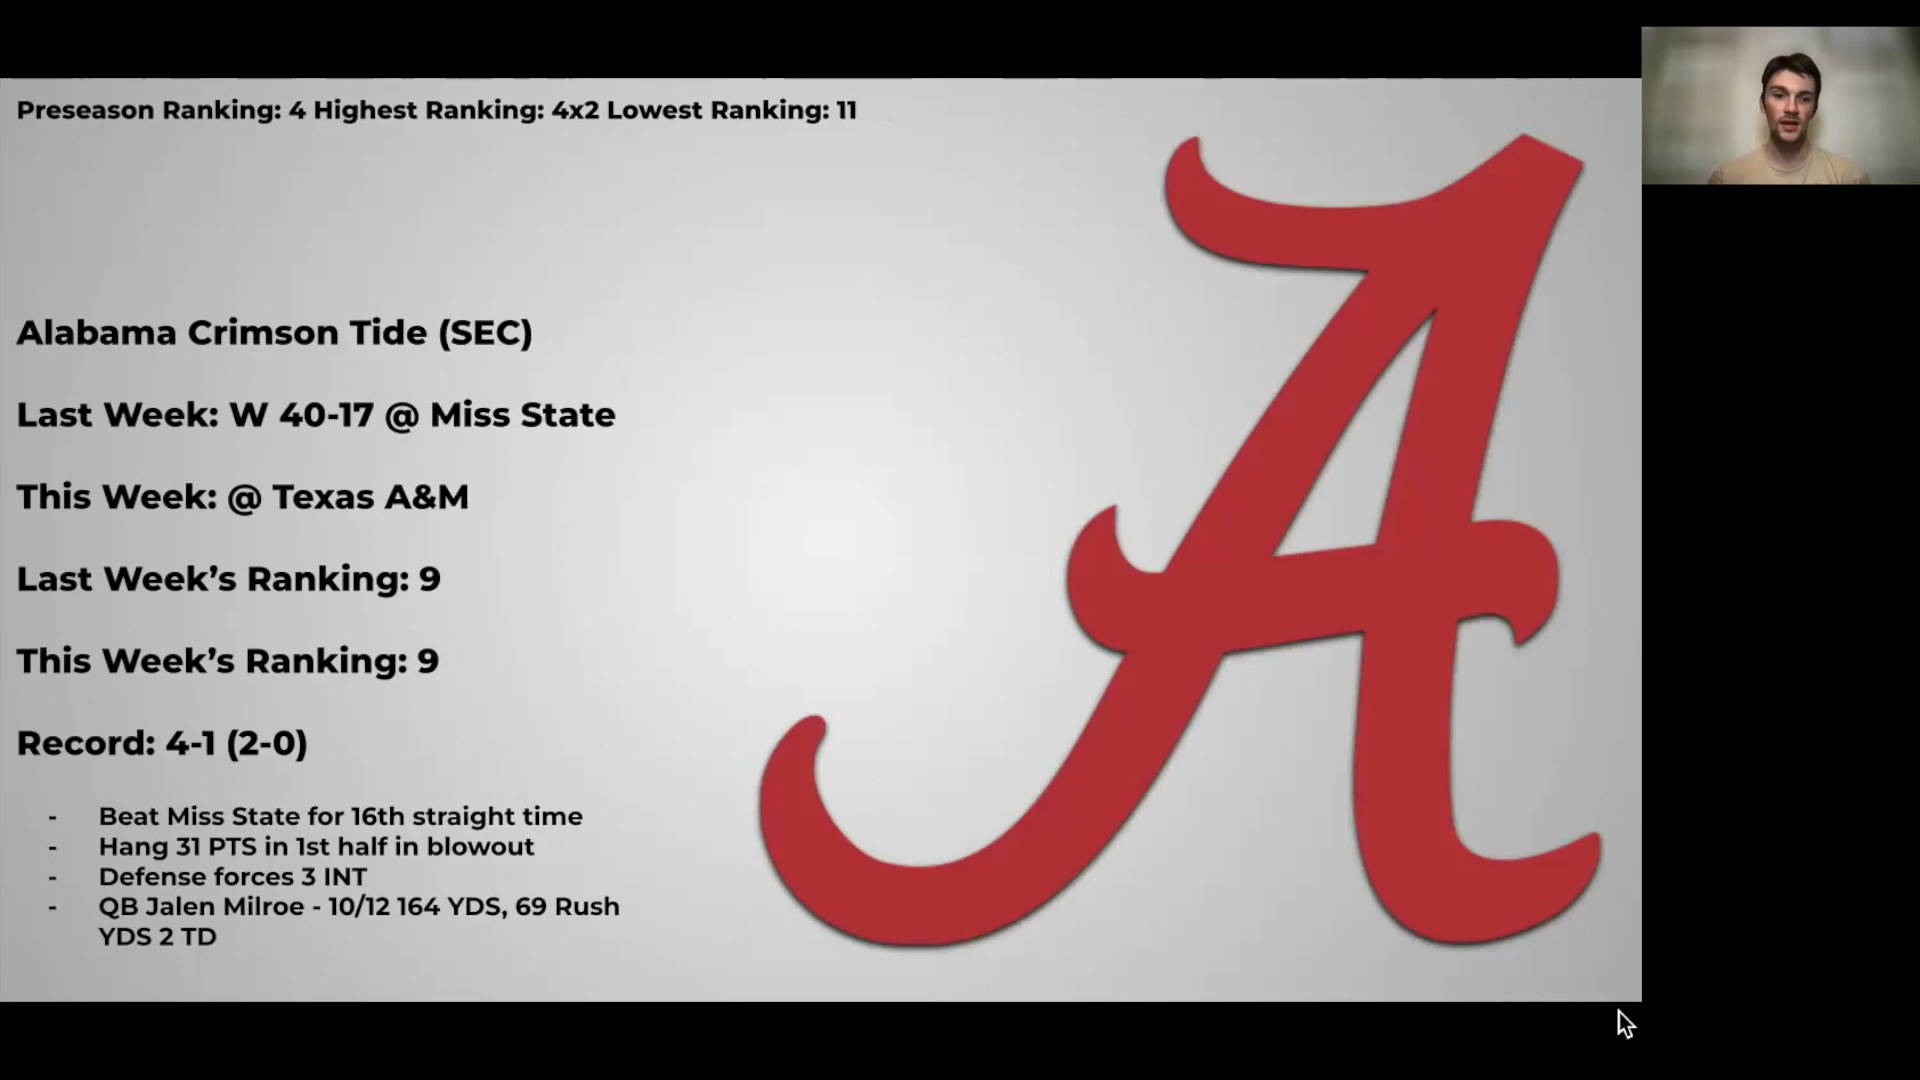 Preseason Ranking: 4 Highest Ranking: 4x2 Lowest Ranking: 11
Alabama Crimson Tide (SEC)
Last Week: W 40-17 @ Miss State
This Week: @ Texas A&M
Last Week’s Ranking: 9
This Week’s Ranking: 9
Record: 4-1 (2-0)
- Beat Miss State for 16th straight time
- Hang 31 PTS in 1st half in blowout
- Defense forces 3 INT
- QB Jalen Milroe - 10/12 164 YDS, 69 Rush
YDS 2 TD
A